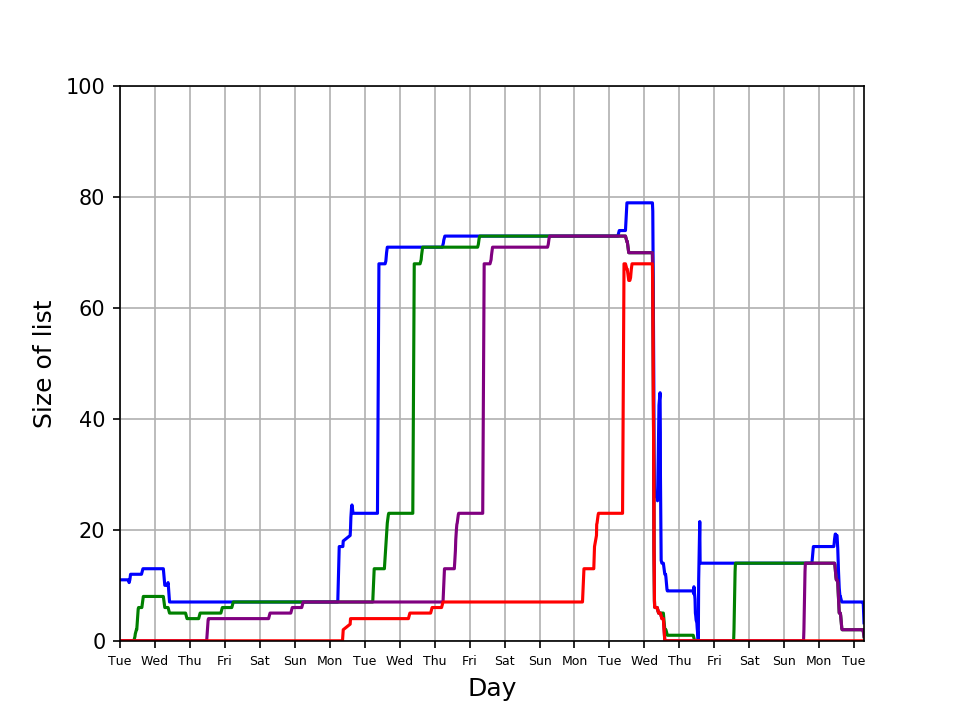 100
80
60
40
20
0
Size of list
Tue Wed Thu Fri Sat Sun Mon Tue Wed Thu Fri Sat Sun Mon Tue Wed Thu Fri Sat Sun Mon Tue
Day